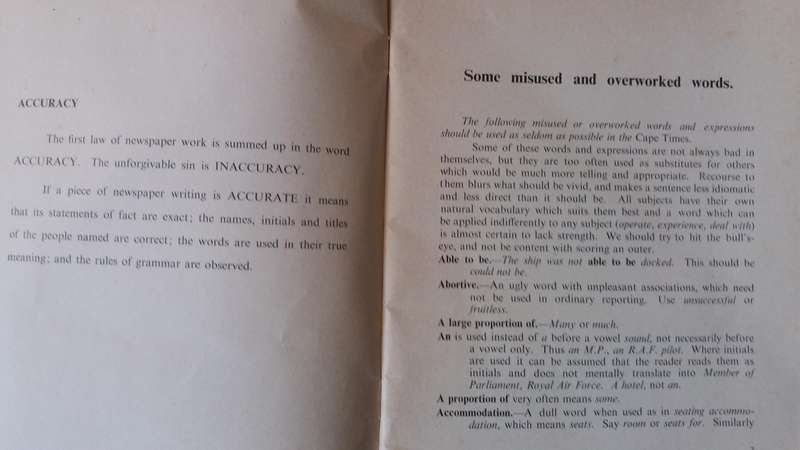 ACCURACY
The first law of newspaper work is summed up in the word
ACCURACY. The unforgivable sin is INACCURACY.
If a piece of newspaper writing is ACCURATE it means
that its statements of fact are exact; the names, initials and titles
of the people named are correct; the words are used in their true
meaning; and the rules of grammar are observed.
Some misused and overworked words.
The following misused or overworked words and expressions
should be used as seldom as possible in the Cape Times.
Some of these words and expressions are not always bad in
themselves, but they are too often used as substitutes for others
which would be much more telling and appropriate. Recourse to
them blurs what should be vivid, and makes a sentence less idiomatic
and less direct than it should be. All subjects have their own
natural vocabulary which suits them best and a word which can
be applied indifferently to any subject (operate, experience, deal with)
is almost certain to lack strength. We should try to hit the bull's-
eye, and not be content with scoring an outer.
Able to be.—The ship was not able to be docked. This should be
could not be.
Abortive.—An ugly word with unpleasant associations, which need
not be used in ordinary reporting. Use unsuccessful or
fruitless.
A large proportion of.—Many or much.
An is used instead of a before a vowel sound, not necessarily before
a vowel only. Thus an M.P., an R.A.F. pilot. Where initials
are used it can be assumed that the reader reads them as
initials and does not mentally translate into Member of
Parliament, Royal Air Force. A hotel, not an.
A proportion of very often means some.
Accommodation.—A dull word when used as in seating accommo-
dation, which means seats. Say room or seats for. Similarly